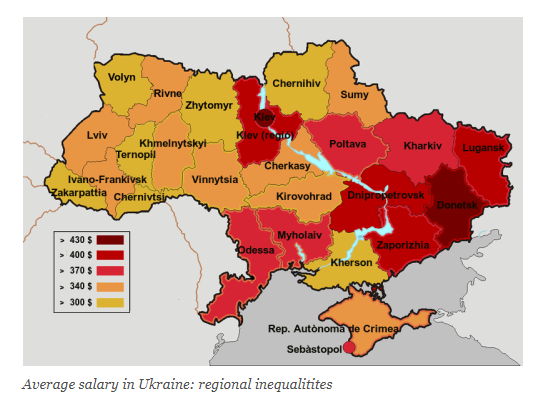 Volyn
Rivne
Zhytomyr
Chernihiv
Sumy
Kiev
Kiev (regio)
Lviv
Khmelnytskyi
Ternopil
Poltava
Kharkiv
Lugansk
Cherkasy
Ivano-Frankivsk
Zakarpattia
Chernivtsi
Vinnytsia
Kirovohrad
Dnipropetrovsk
Donetsk
Myholaiv
Odessa
Zaporizhia
Kherson
> 430 $
> 400 $
> 370 $
> 340 $
> 300 $
Rep. Autònoma de Crimea
Sebàstopol
Average salary in Ukraine: regional inequalitites